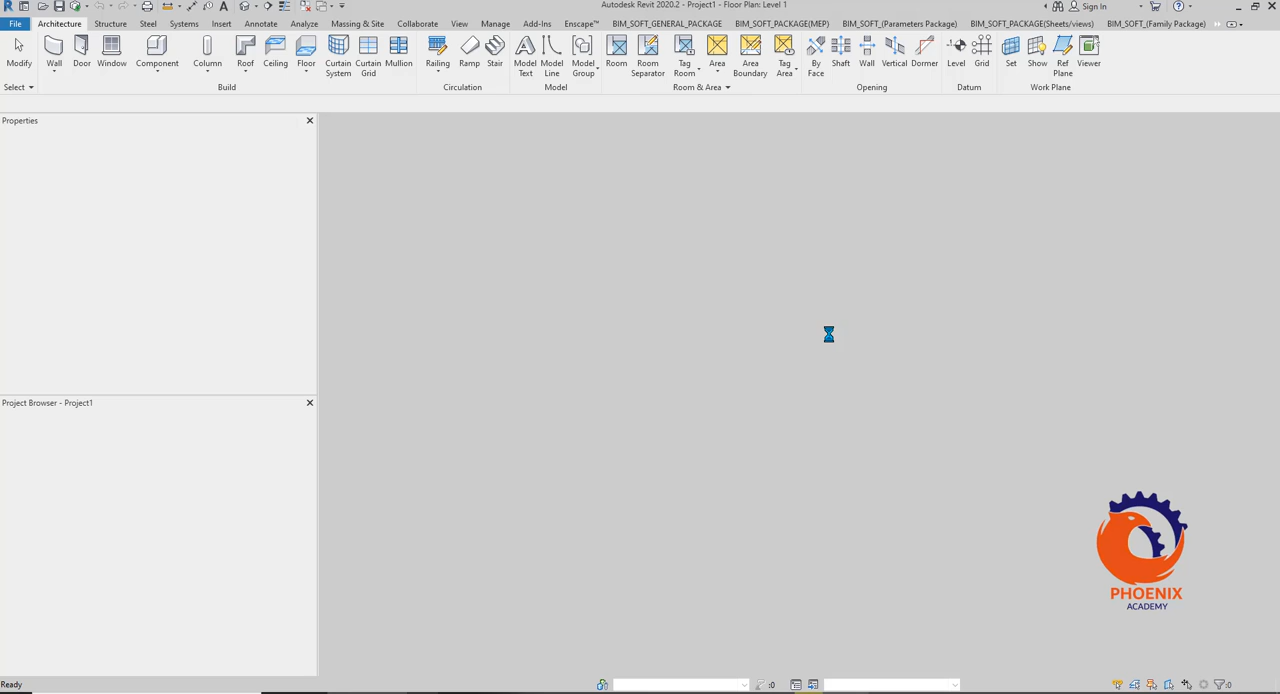 Autodesk Revit 2020.2 - Project1 - Floor Plan: Level 1
Sign In
File Architecture Structure Steel Systems Insert Annotate Analyze Massing & Site Collaborate View Manage Add-Ins Enscape™ BIM_SOFT_GENERAL_PACKAGE BIM_SOFT_PACKAGE(MEP) BIM_SOFT_(Parameters Package) BIM_SOFT_PACKAGE(Sheets/views) BIM_SOFT_(Family Package)
Modify Wall Door Window Component Column Roof Ceiling Floor Curtain System Curtain Grid Mullion Railing Ramp Stair Model Text Model Line Model Group Room Room Separator Tag Room Area Area Boundary Tag Area By Face Shaft Wall Vertical Dormer Level Grid Set Show Ref Plane Viewer
Select Build Circulation Model Room & Area Opening Datum Work Plane
Properties
Project Browser - Project1
PHOENIX
ACADEMY
Ready :0 :0